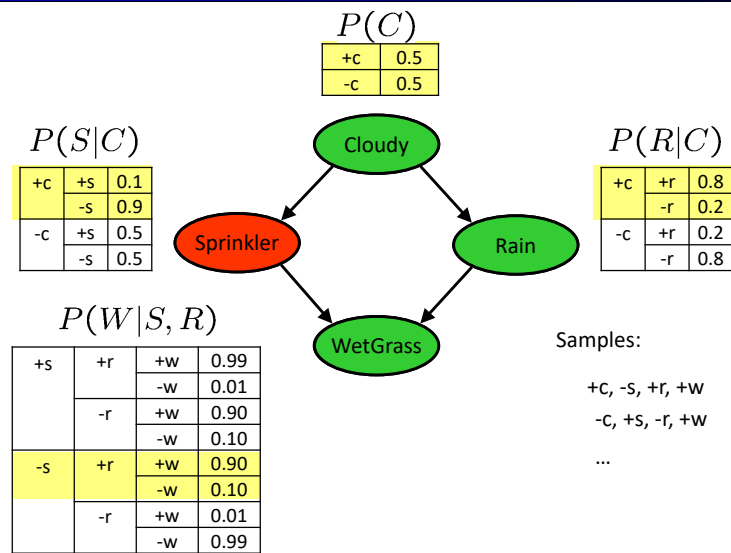 P(C)
+c 0.5
-c 0.5
P(S|C)
+c +s 0.1
-s 0.9
-c +s 0.5
-s 0.5
Cloudy
P(R|C)
+c +r 0.8
-r 0.2
-c +r 0.2
-r 0.8
Sprinkler
Rain
P(W|S, R)
+s +r +w 0.99
-w 0.01
-r +w 0.90
-w 0.10
-s +r +w 0.90
-w 0.10
-r +w 0.01
-w 0.99
WetGrass
Samples:
+c, -s, +r, +w
-c, +s, -r, +w
...